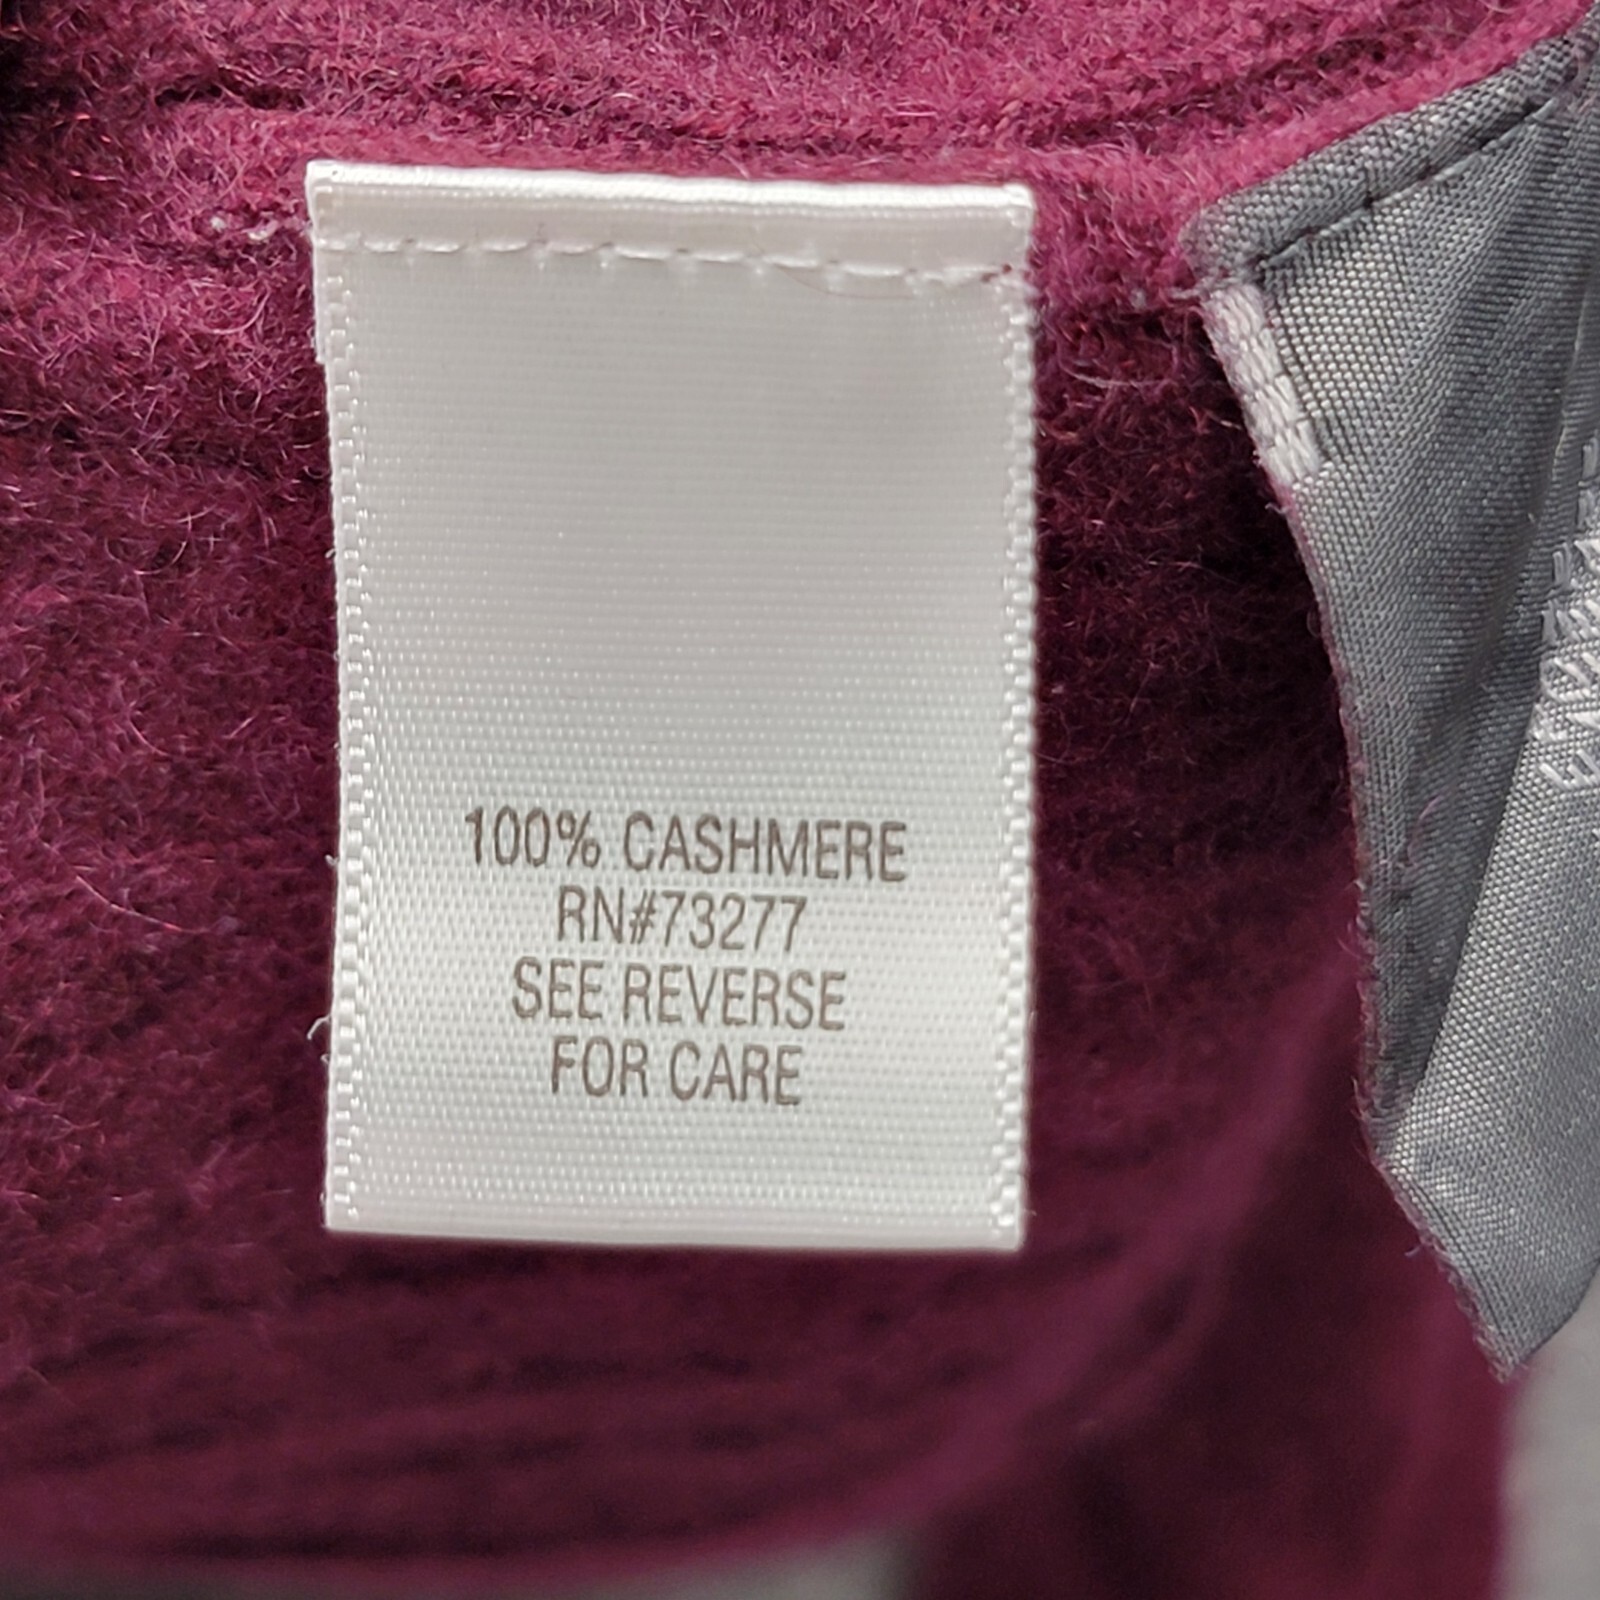 100% CASHMERE
RN#73277
SEE REVERSE
FOR CARE